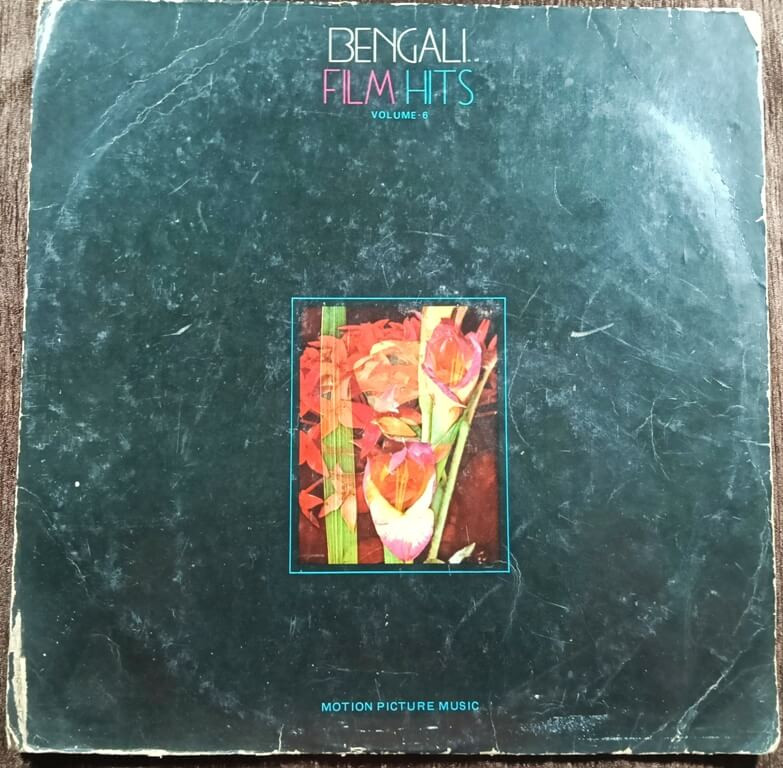 BENGALI
FILM HITS
VOLUME-6
MOTION PICTURE MUSIC